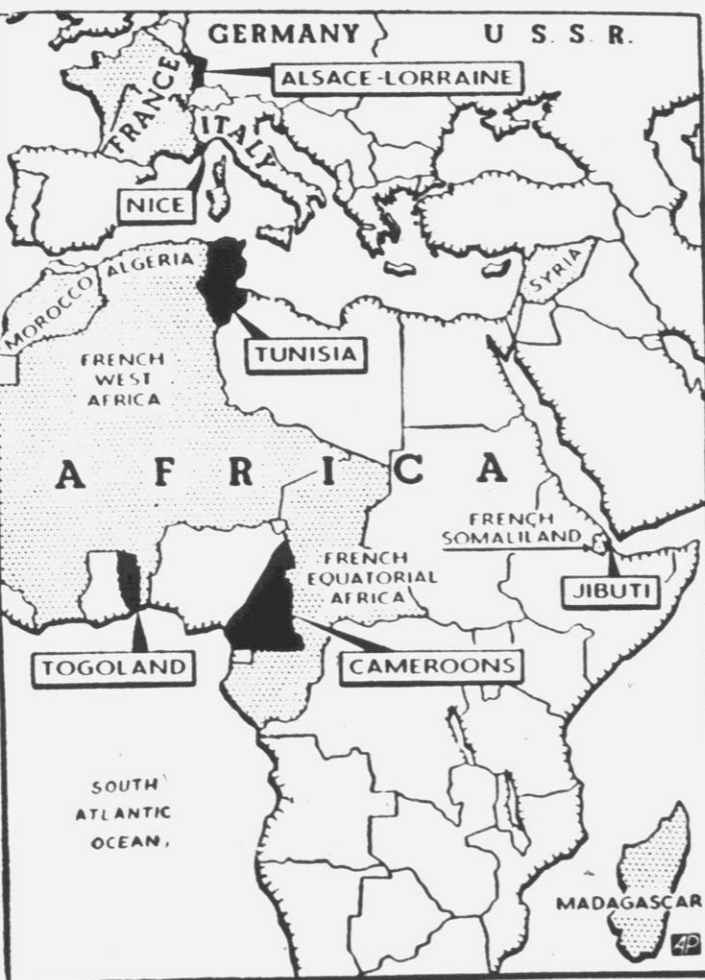 GERMANY
U. S. S. R.
ALSACE-LORRAINE
FRANCE
ITALY
NICE
ALGERIA
MOROCCO
SYRIA
TUNISIA
FRENCH
WEST
AFRICA
AFRICA
FRENCH
SOMALILAND
FRENCH
EQUATORIAL
AFRICA
JIBUTI
TOGOLAND
CAMEROONS
SOUTH
ATLANTIC
OCEAN
MADAGASCAR
AP